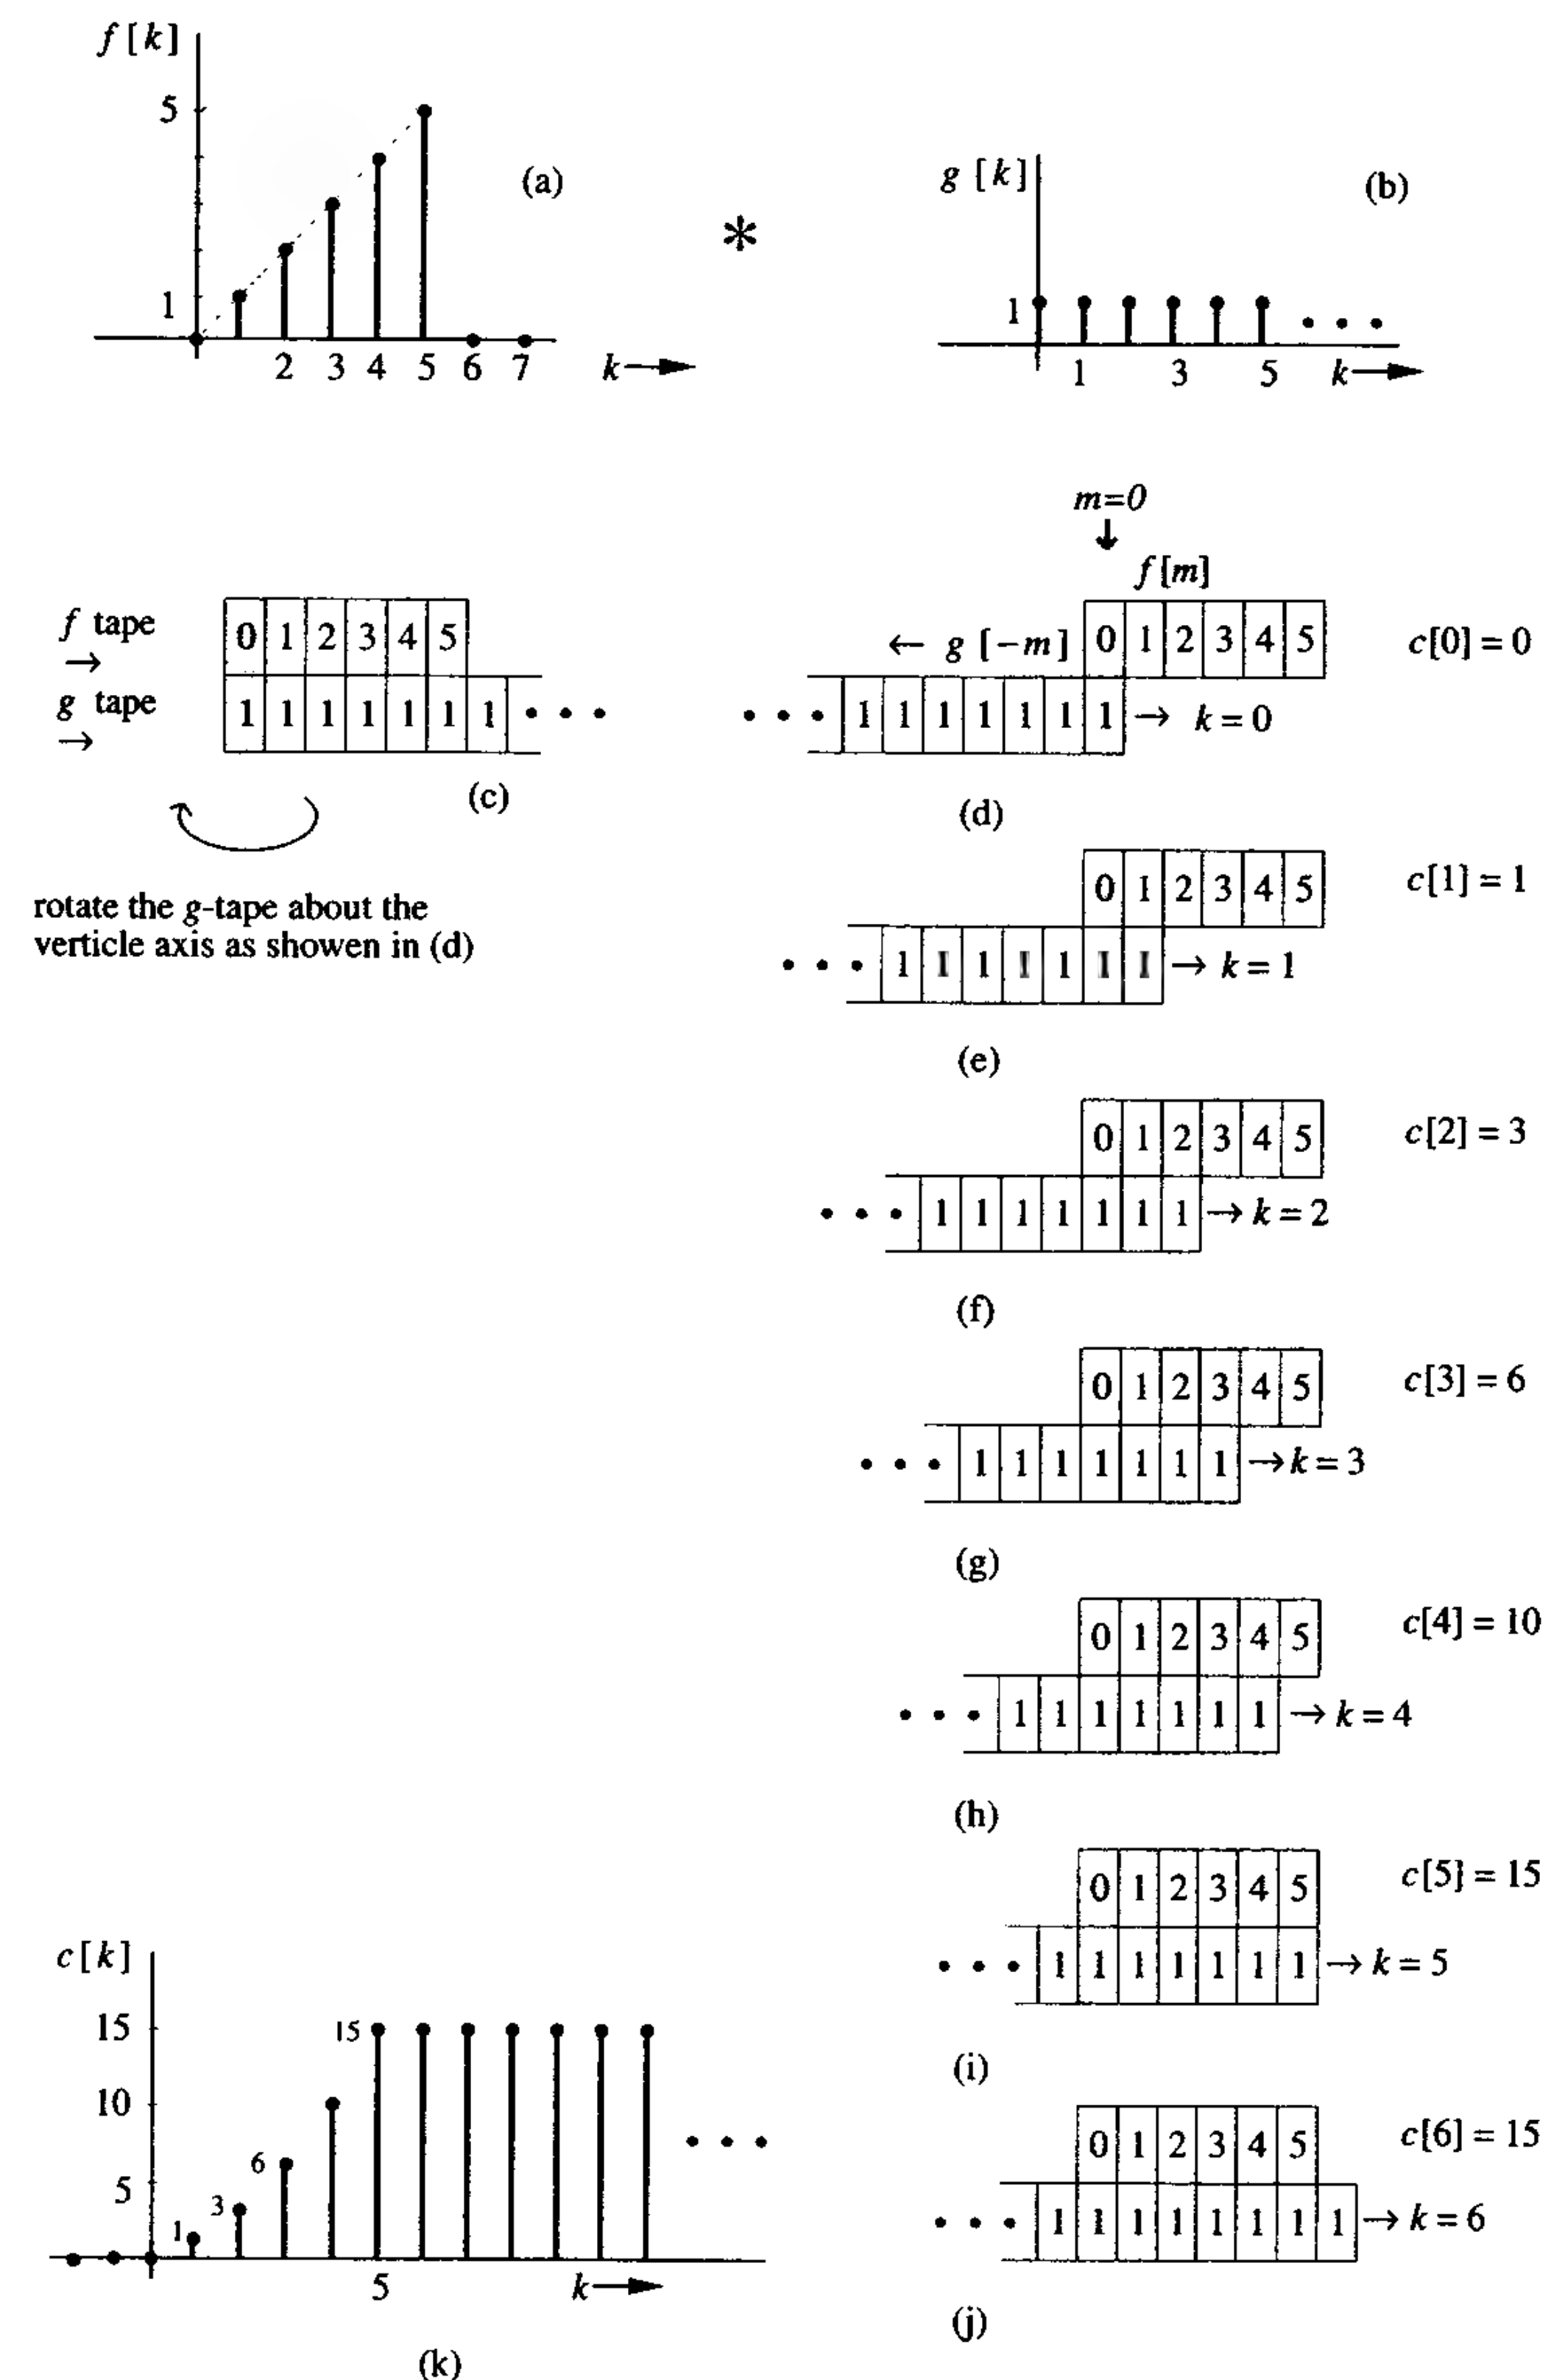 f [k]
5
1
2 3 4 5 6 7 k
(a)
*
g [k]
1
1 3 5 k
(b)
f tape
→
g tape
→
0 1 2 3 4 5
1 1 1 1 1 1 1 • • •
(c)
rotate the g-tape about the
verticle axis as showen in (d)
m=0
↓
f [m]
← g [−m] 0 1 2 3 4 5 c[0] = 0
• • • 1 1 1 1 1 1 1 → k = 0
(d)
0 1 2 3 4 5 c[1] = 1
• • • 1 1 1 1 1 1 1 → k = 1
(e)
0 1 2 3 4 5 c[2] = 3
• • • 1 1 1 1 1 1 1 → k = 2
(f)
0 1 2 3 4 5 c[3] = 6
• • • 1 1 1 1 1 1 1 → k = 3
(g)
0 1 2 3 4 5 c[4] = 10
• • • 1 1 1 1 1 1 1 → k = 4
(h)
0 1 2 3 4 5 c[5] = 15
• • • 1 1 1 1 1 1 1 → k = 5
(i)
0 1 2 3 4 5 c[6] = 15
• • • 1 1 1 1 1 1 1 1 → k = 6
(j)
c [k]
15
10
5
1 3 6 15
5 k
(k)